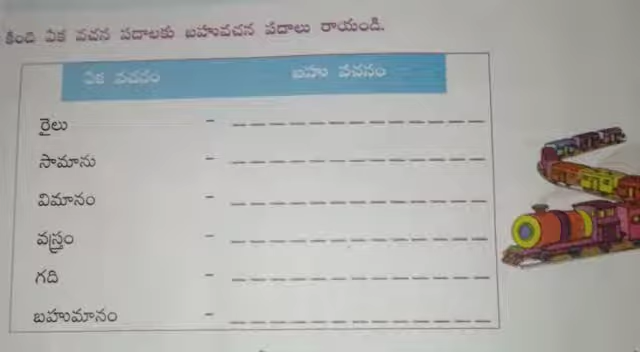 కింది ఏక వచన పదాలకు బహువచన పదాలు రాయండి.
ఏక వచనం బహు వచనం
రైలు -
సామాను -
విమానం -
వస్త్రం -
గది -
బహుమానం -